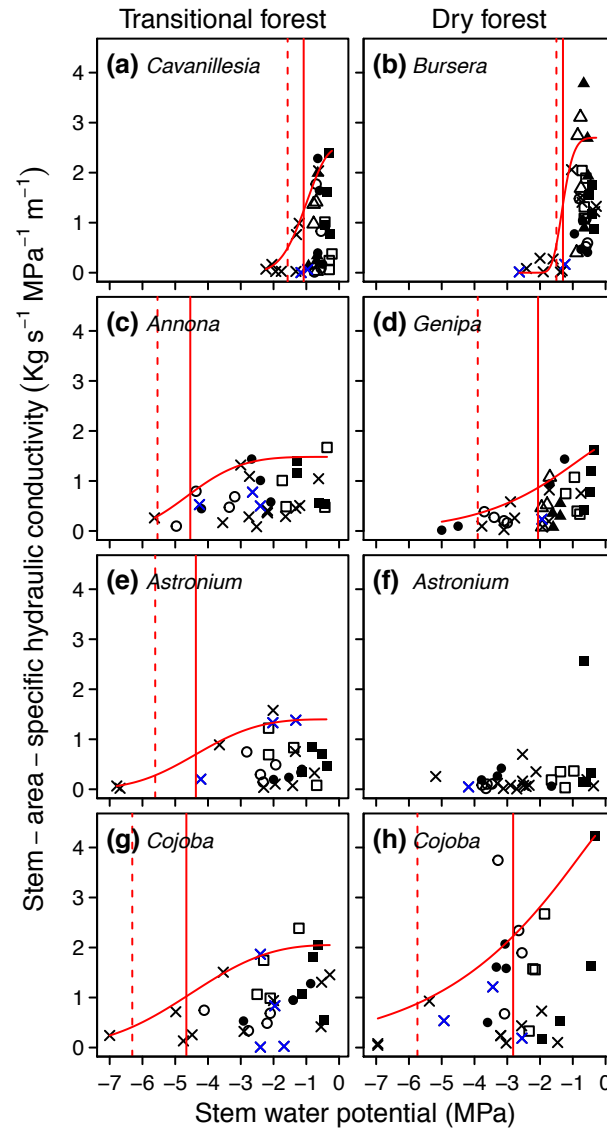 Transitional forest
Dry forest
Stem – area – specific hydraulic conductivity (Kg s⁻¹ MPa⁻¹ m⁻¹)
(a) Cavanillesia
4
3
2
1
0
(b) Bursera
(c) Annona
4
3
2
1
0
(d) Genipa
(e) Astronium
4
3
2
1
0
(f) Astronium
(g) Cojoba
4
3
2
1
0
(h) Cojoba
−7 −6 −5 −4 −3 −2 −1 0
−7 −6 −5 −4 −3 −2 −1 0
Stem water potential (MPa)